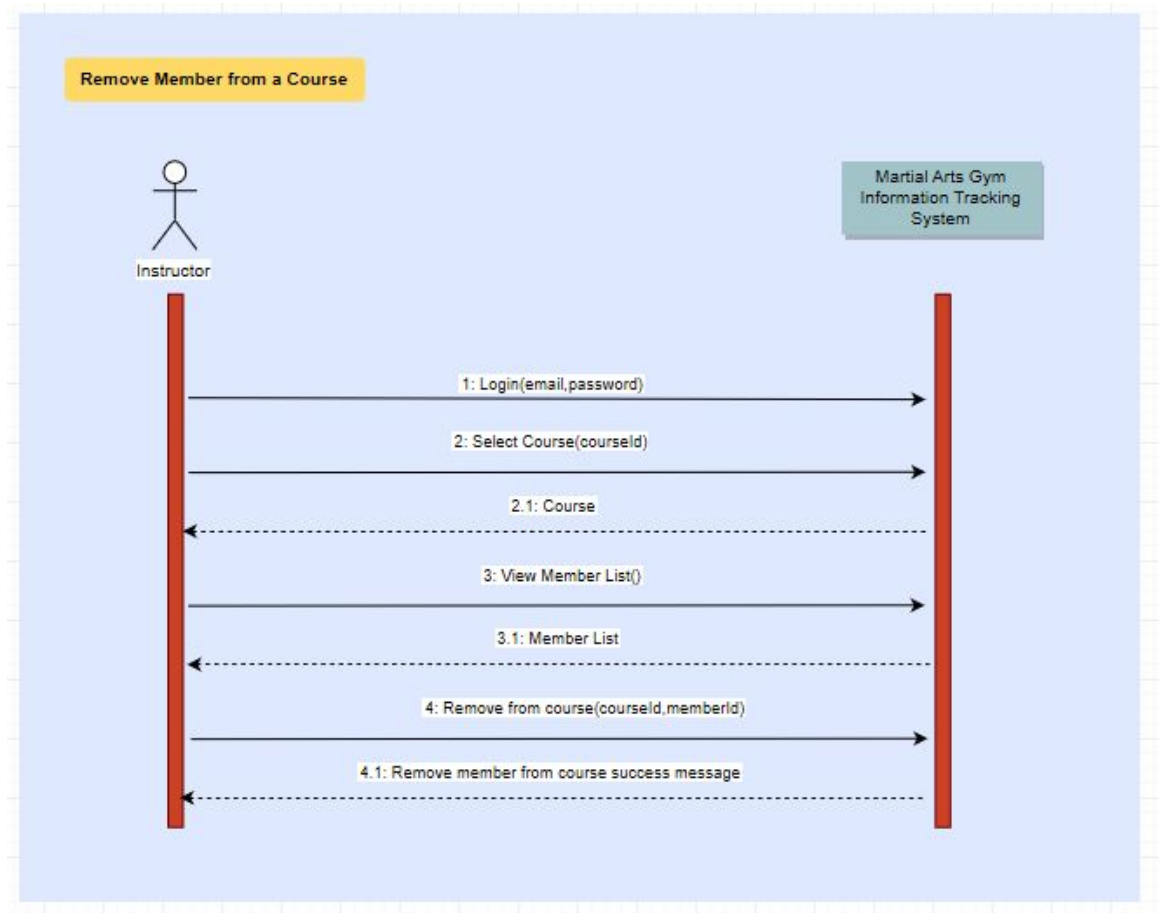 Remove Member from a Course
Martial Arts Gym
Information Tracking
System
Instructor
1: Login(email,password)
2: Select Course(courseId)
2.1: Course
3: View Member List()
3.1: Member List
4: Remove from course(courseId,memberId)
4.1: Remove member from course success message